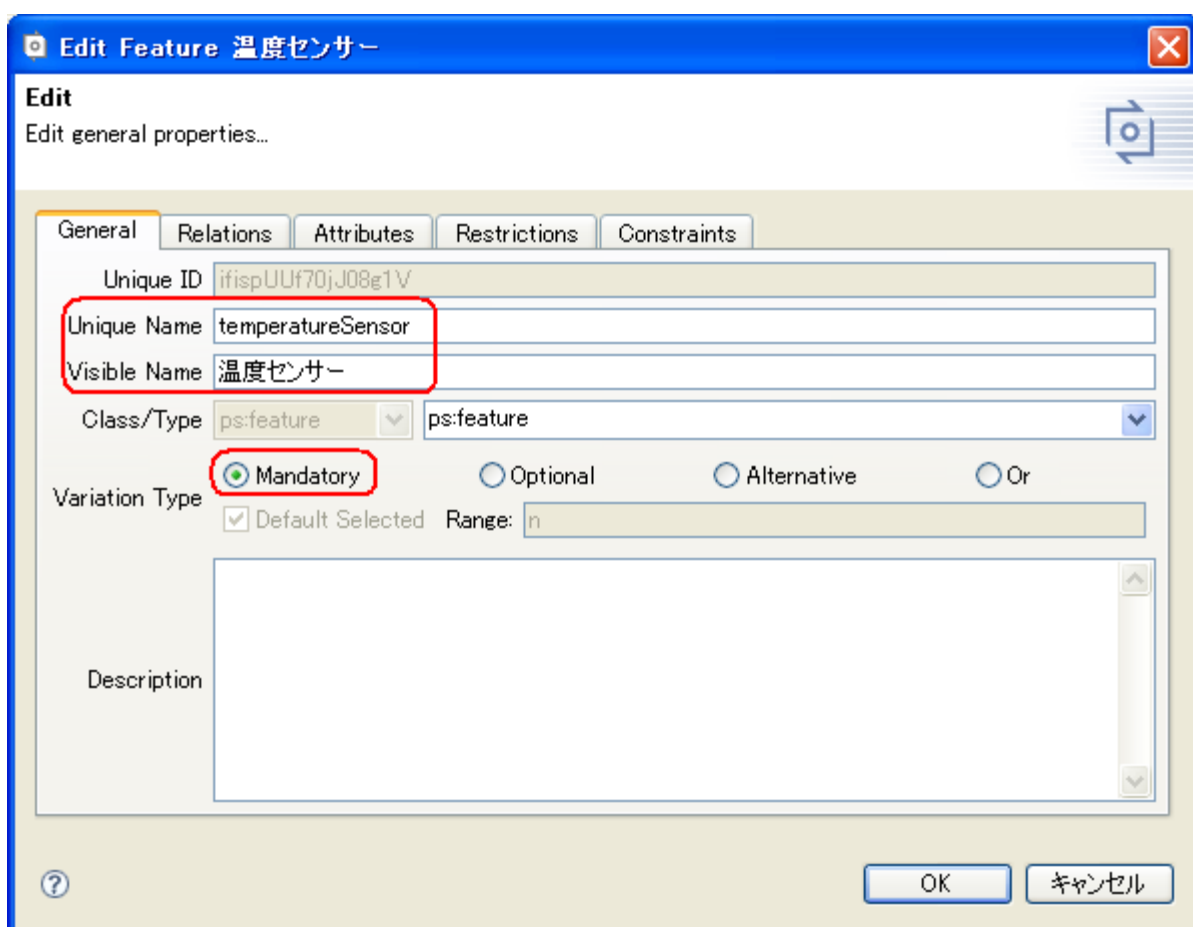 Edit Feature 温度センサー
Edit
Edit general properties...
General Relations Attributes Restrictions Constraints
Unique ID ifispUUf70jJ08g1V
Unique Name temperatureSensor
Visible Name 温度センサー
Class/Type ps:feature ps:feature
Variation Type
Mandatory Optional Alternative Or
Default Selected Range: n
Description
OK キャンセル